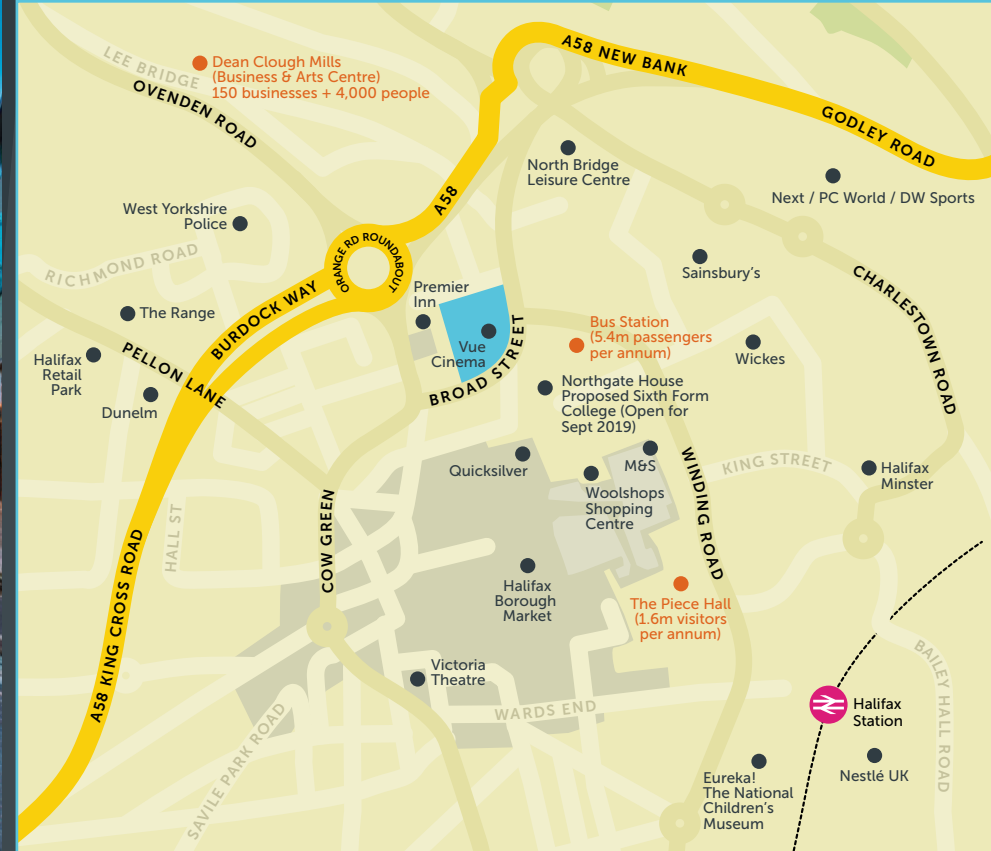 A58 NEW BANK
LEE BRIDGE
Dean Clough Mills
(Business & Arts Centre)
150 businesses + 4,000 people
OVENDEN ROAD
GODLEY ROAD
North Bridge
Leisure Centre
Next / PC World / DW Sports
A58
West Yorkshire
Police
ORANGE RD ROUNDABOUT
RICHMOND ROAD
Sainsbury's
CHARLESTOWN ROAD
Premier
Inn
The Range
BURDOCK WAY
Vue
Cinema
BROAD STREET
Bus Station
(5.4m passengers
per annum)
Wickes
Halifax
Retail
Park
PELLON LANE
Dunelm
Northgate House
Proposed Sixth Form
College (Open for
Sept 2019)
Quicksilver
M&S
WINDING ROAD
KING STREET
Halifax
Minster
Woolshops
Shopping
Centre
HALL ST
COW GREEN
A58 KING CROSS ROAD
Halifax
Borough
Market
The Piece Hall
(1.6m visitors
per annum)
Victoria
Theatre
BAILEY HALL ROAD
WARDS END
Halifax
Station
SAVILE PARK ROAD
Nestlé UK
Eureka!
The National
Children's
Museum